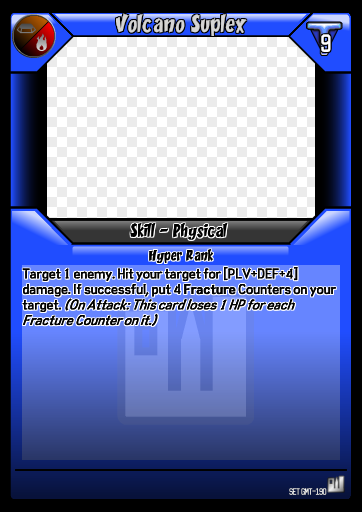 Volcano Suplex
9
Skill - Physical
Hyper Rank
Target 1 enemy. Hit your target for [PLV+DEF+4]
damage. If successful, put 4 Fracture Counters on your
target. (On Attack: This card loses 1 HP for each
Fracture Counter on it.)
SET GMT-190